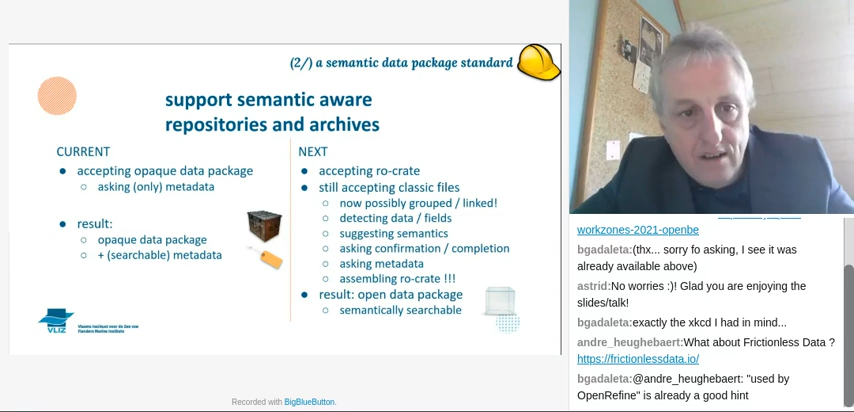 (2/) a semantic data package standard
support semantic aware
repositories and archives
CURRENT
● accepting opaque data package
○ asking (only) metadata
● result:
○ opaque data package
○ + (searchable) metadata
NEXT
● accepting ro-crate
● still accepting classic files
○ now possibly grouped / linked!
○ detecting data / fields
○ suggesting semantics
○ asking confirmation / completion
○ asking metadata
○ assembling ro-crate !!!
● result: open data package
○ semantically searchable
VLIZ
Vlaams Instituut voor de Zee vzw
Flanders Marine Institute
Recorded with BigBlueButton.
workzones-2021-openbe
bgadaleta:(thx... sorry fo asking, I see it was
already available above)
astrid:No worries :)! Glad you are enjoying the
slides/talk!
bgadaleta:exactly the xkcd I had in mind...
andre_heughebaert:What about Frictionless Data ?
https://frictionlessdata.io/
bgadaleta:@andre_heughebaert: "used by
OpenRefine" is already a good hint